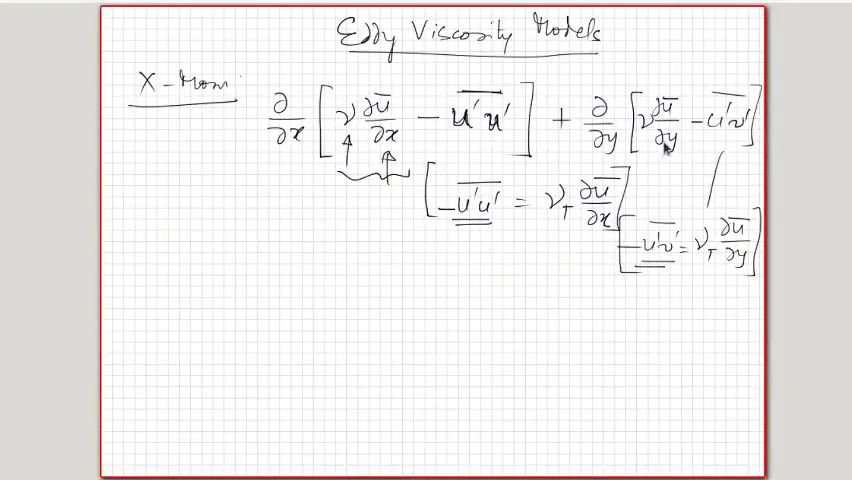 Eddy Viscosity Models
X-mom.
∂/∂x [ν ∂ū/∂x − \overline{u'u'}] + ∂/∂y [ν ∂ū/∂y − \overline{u'v'}]
[−\overline{u'u'} = ν_T ∂ū/∂x]
[−\overline{u'v'} = ν_T ∂ū/∂y]